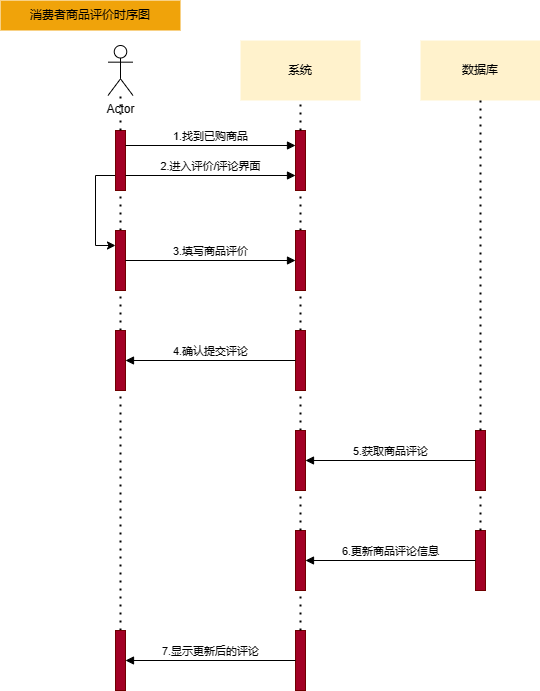 消费者商品评价时序图
Actor
系统
数据库
1.找到已购商品
2.进入评价/评论界面
3.填写商品评价
4.确认提交评论
5.获取商品评论
6.更新商品评论信息
7.显示更新后的评论